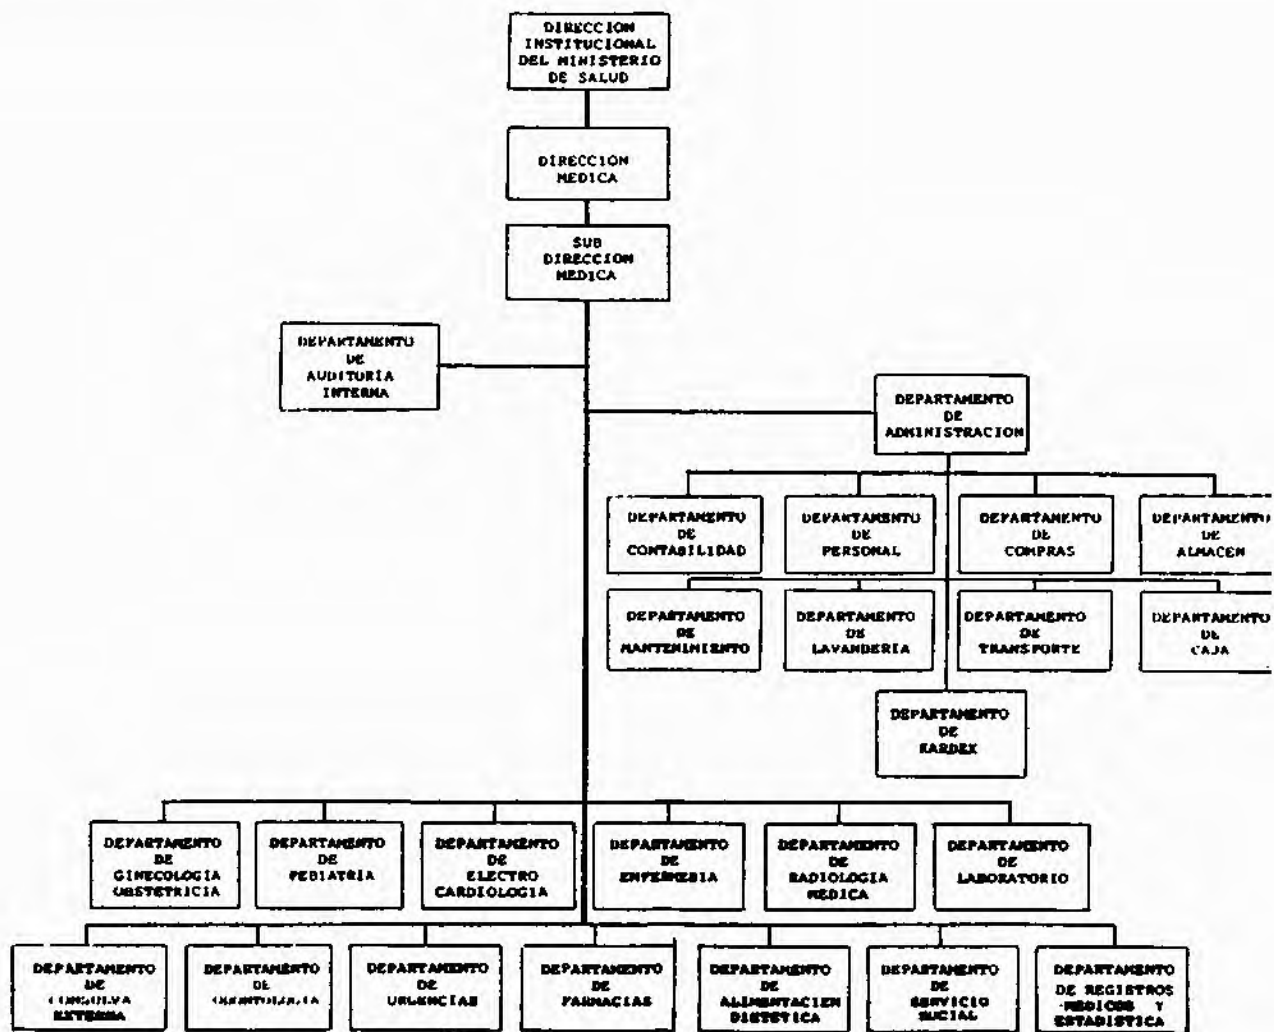 DIRECCION
INSTITUCIONAL
DEL MINISTERIO
DE SALUD
DIRECCION
MEDICA
SUB
DIRECCION
MEDICA
DEPARTAMENTO
DE
AUDITORIA
INTERNA
DEPARTAMENTO
DE
ADMINISTRACION
DEPARTAMENTO
DE
CONTABILIDAD
DEPARTAMENTO
DE
PERSONAL
DEPARTAMENTO
DE
COMPRAS
DEPARTAMENTO
DE
ALMACEN
DEPARTAMENTO
DE
MANTENIMIENTO
DEPARTAMENTO
DE
LAVANDERIA
DEPARTAMENTO
DE
TRANSPORTE
DEPARTAMENTO
DE
CAJA
DEPARTAMENTO
DE
KARDEX
DEPARTAMENTO
DE
GINECOLOGIA
OBSTETRICIA
DEPARTAMENTO
DE
PEDIATRIA
DEPARTAMENTO
DE
ELECTRO
CARDIOLOGIA
DEPARTAMENTO
DE
ENFERMERIA
DEPARTAMENTO
DE
RADIOLOGIA
MEDICA
DEPARTAMENTO
DE
LABORATORIO
DEPARTAMENTO
DE
CONSULTA
EXTERNA
DEPARTAMENTO
DE
ODONTOLOGIA
DEPARTAMENTO
DE
URGENCIAS
DEPARTAMENTO
DE
FARMACIAS
DEPARTAMENTO
DE
ALIMENTACION
DIETETICA
DEPARTAMENTO
DE
SERVICIO
SOCIAL
DEPARTAMENTO
DE REGISTROS
MEDICOS Y
ESTADISTICA